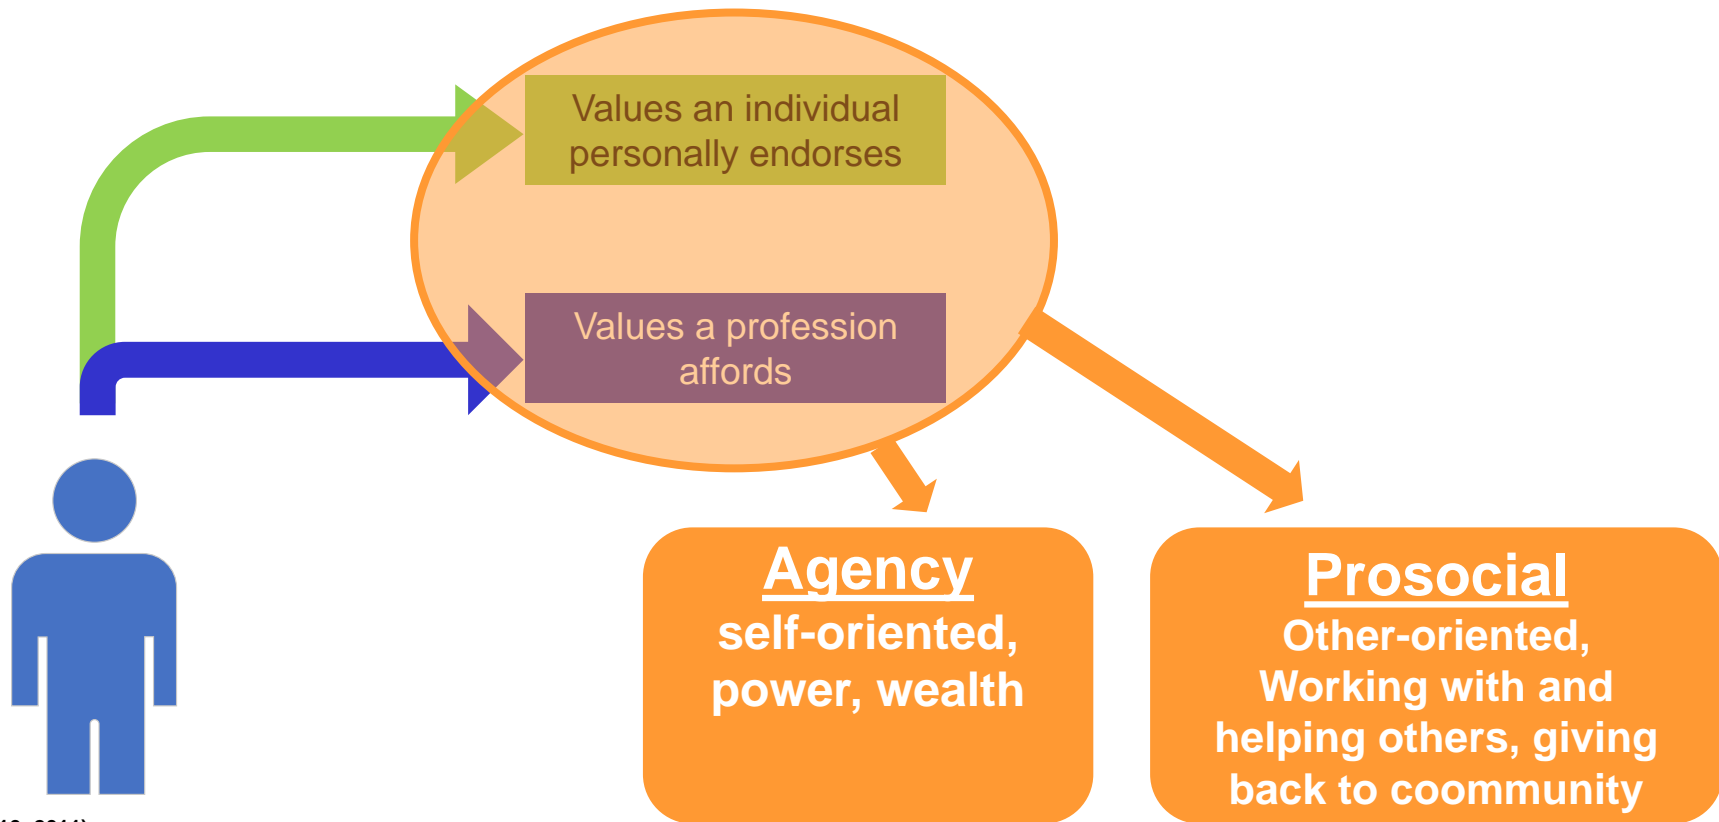 Values an individual
personally endorses
Values a profession
affords
Agency
self-oriented,
power, wealth
Prosocial
Other-oriented,
Working with and
helping others, giving
back to coommunity
2011)